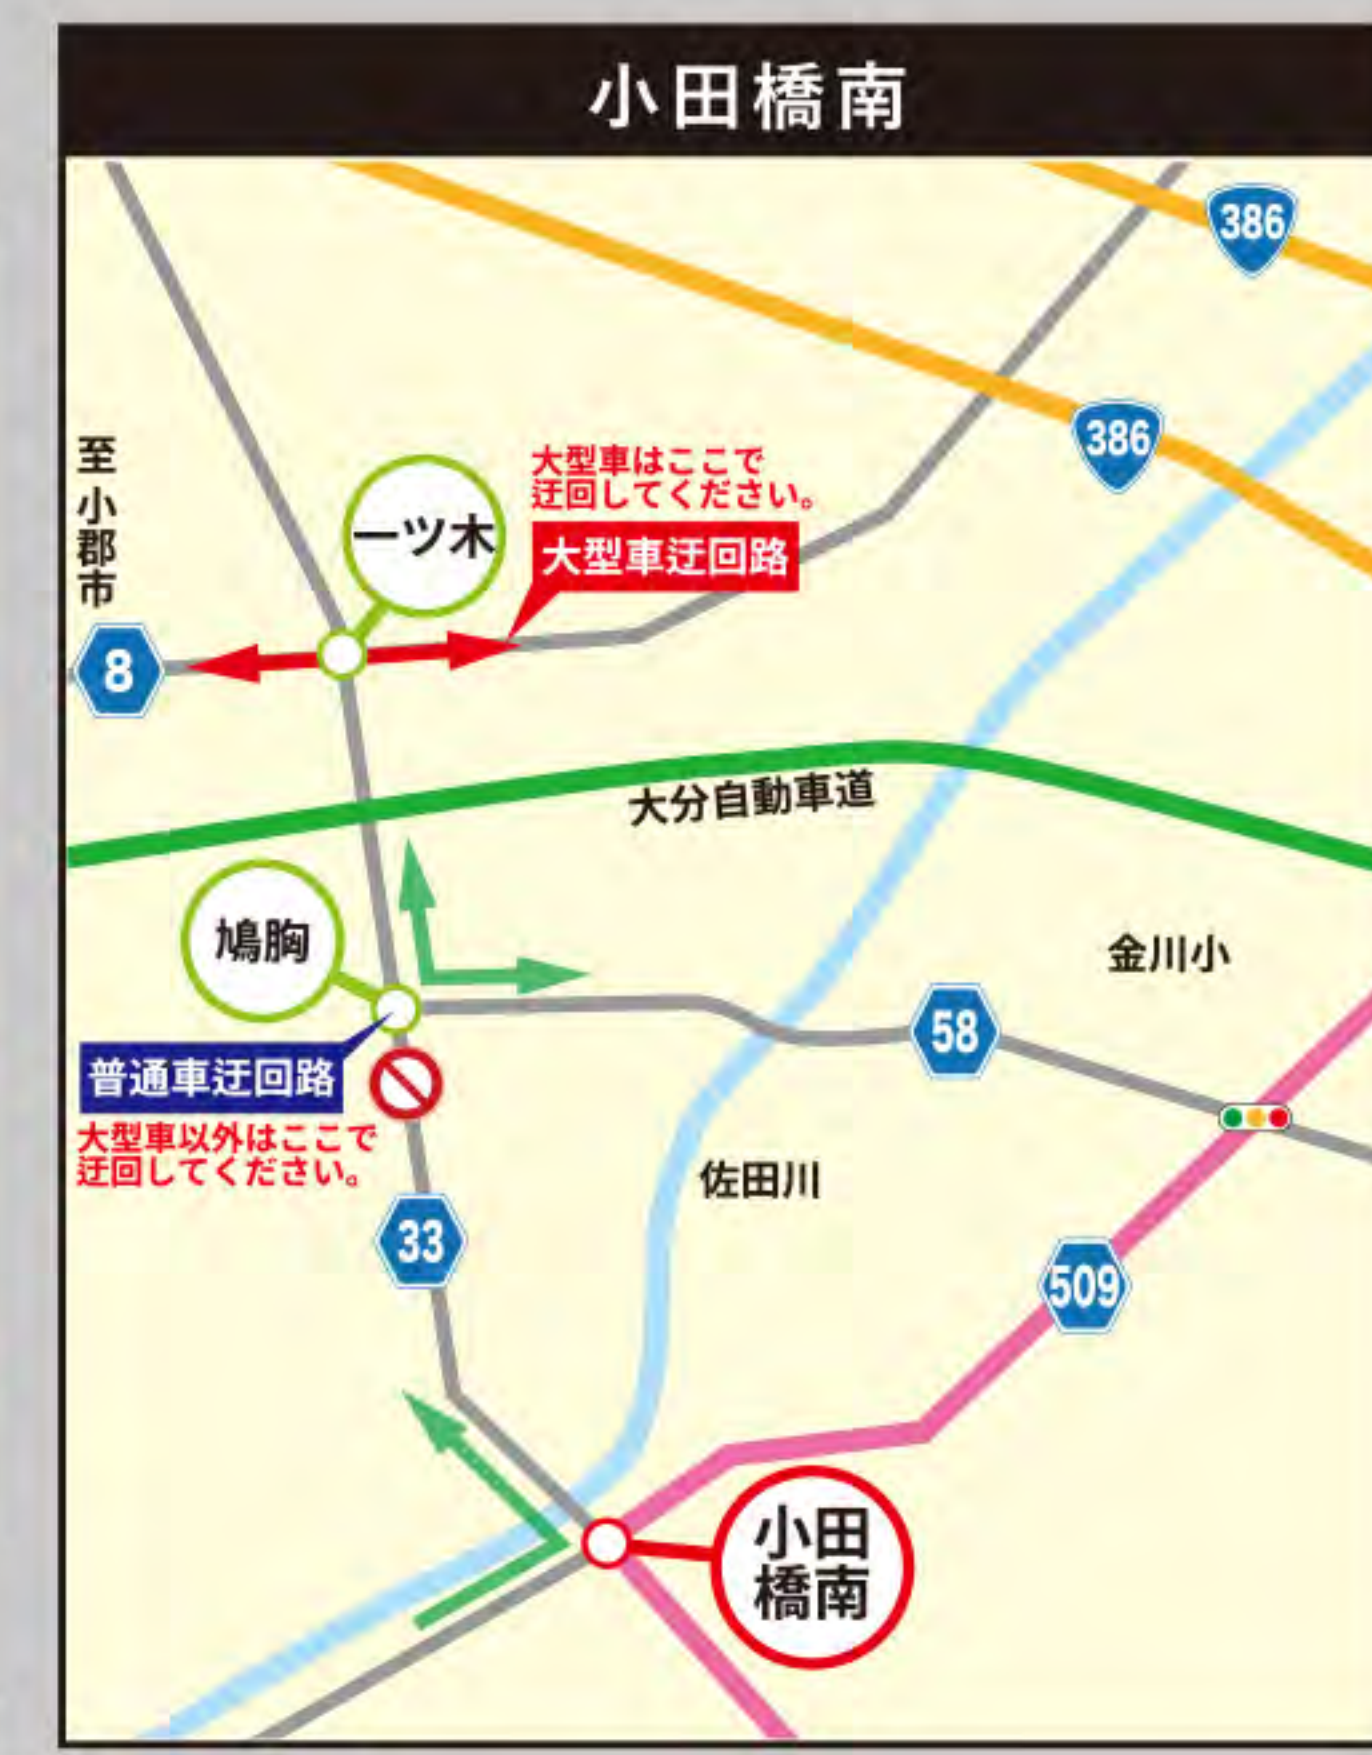 小田橋南
386
386
至小郡市
大型車はここで
迂回してください。
一ツ木
大型車迂回路
8
大分自動車道
鳩胸
金川小
58
普通車迂回路
大型車以外はここで
迂回してください。
佐田川
33
509
小田
橋南